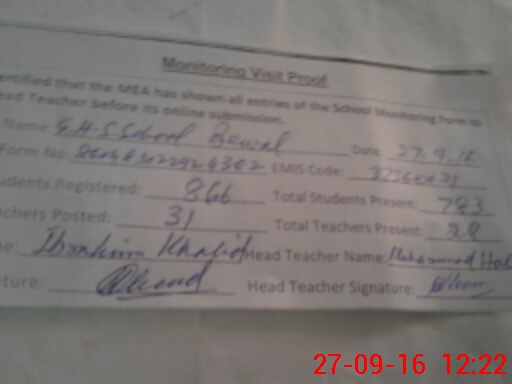 Monitoring Visit Proof
ertified that the MEA has shown all entries of the School Monitoring form to
ead Teacher before its online submission.
Name: G.H.S School Date: 27.9.16
Form No: EMIS Code:
udents Registered: 866 Total Students Present: 783
achers Posted: 31 Total Teachers Present: 28
me: Ibrahim Khalid Head Teacher Name: Muhammad
ature: Head Teacher Signature:
27-09-16 12:22